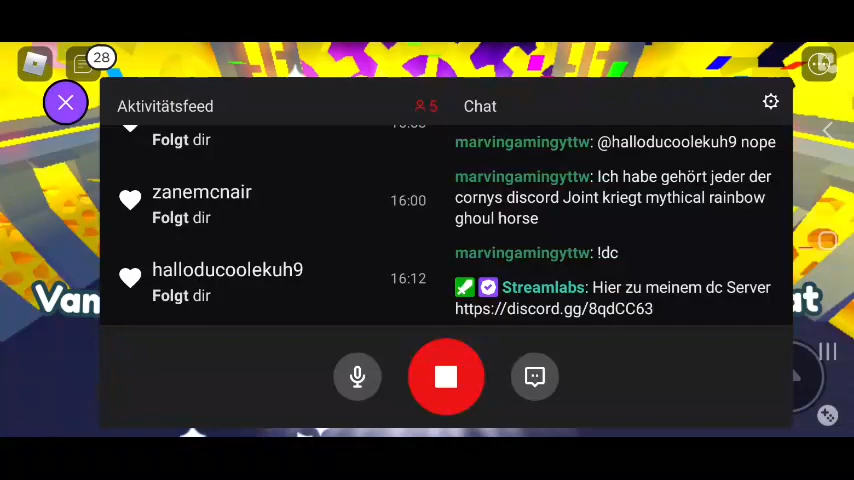 28
Aktivitätsfeed
5
Chat
Folgt dir
zanemcnair
16:00
Folgt dir
halloducoolekuh9
16:12
Folgt dir
marvingamingyttw: @halloducoolekuh9 nope
marvingamingyttw: Ich habe gehört jeder der
cornys discord Joint kriegt mythical rainbow
ghoul horse
marvingamingyttw: !dc
Streamlabs: Hier zu meinem dc Server
https://discord.gg/8qdCC63